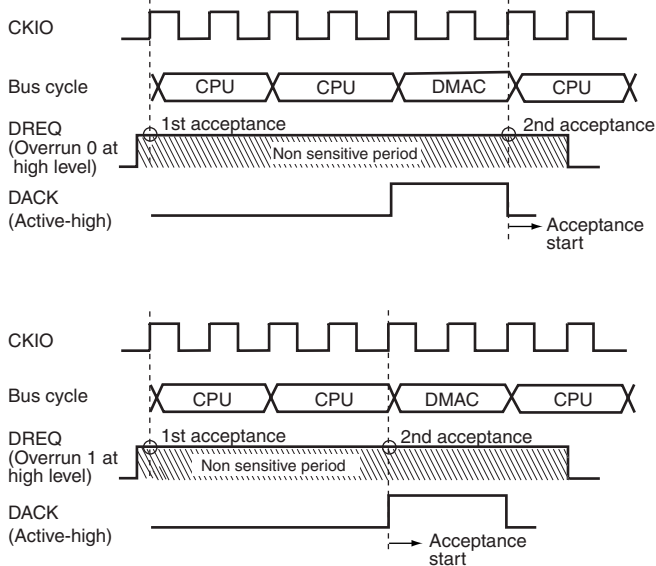 CKIO
Bus cycle
CPU CPU DMAC CPU
DREQ
(Overrun 0 at
high level)
1st acceptance
2nd acceptance
Non sensitive period
DACK
(Active-high)
Acceptance
start
CKIO
Bus cycle
CPU CPU DMAC CPU
DREQ
(Overrun 1 at
high level)
1st acceptance
2nd acceptance
Non sensitive period
DACK
(Active-high)
Acceptance
start